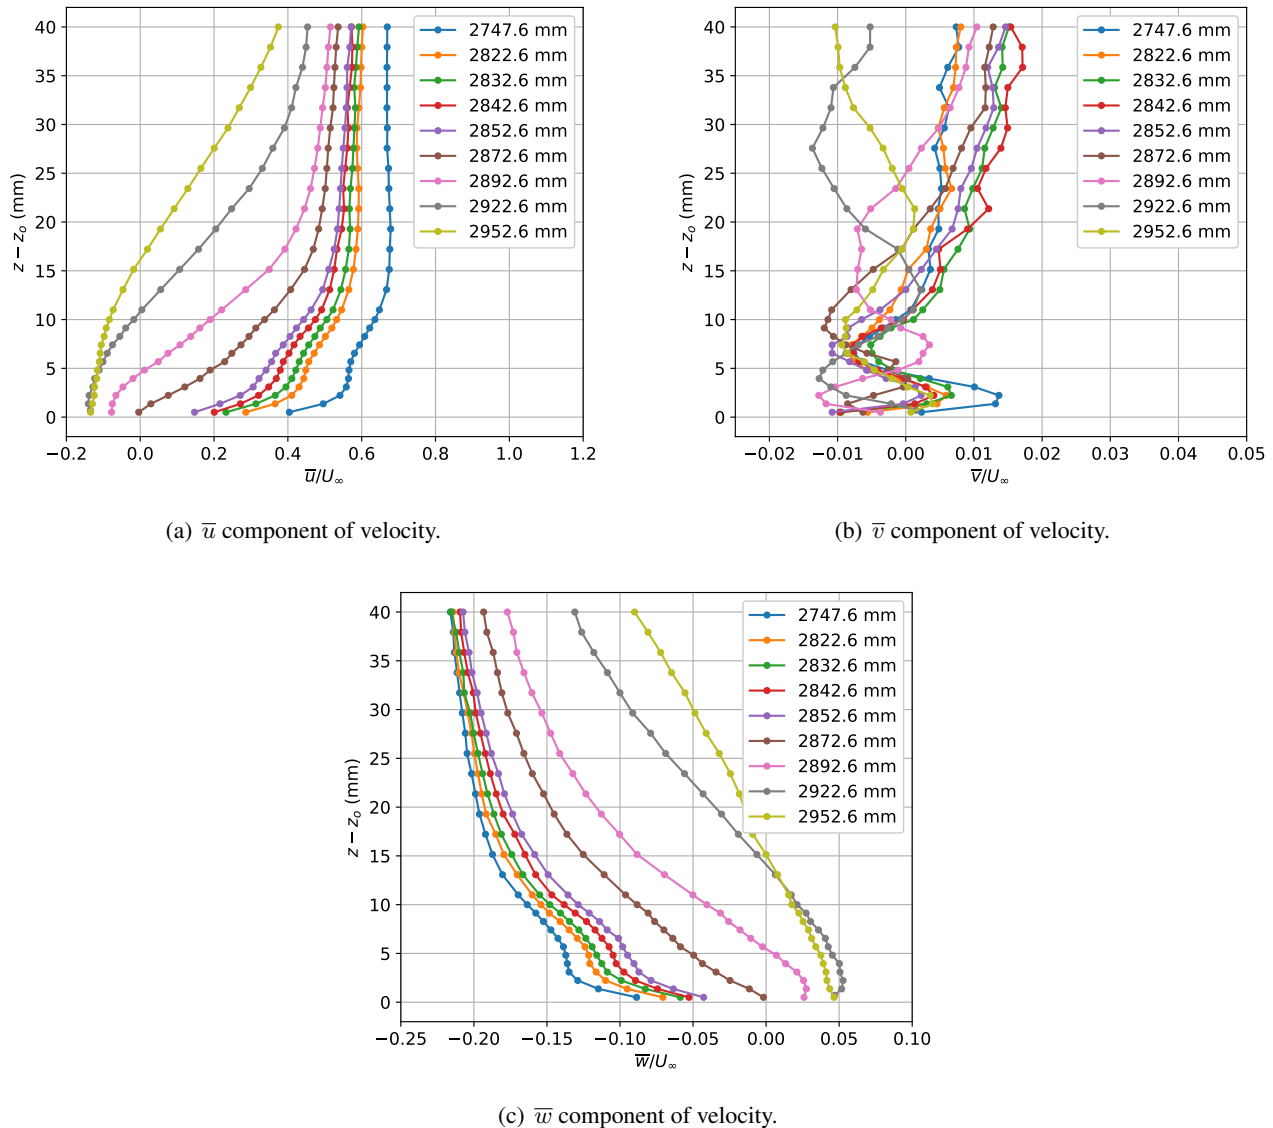 40
35
30
25
20
15
10
5
0
z − z₀ (mm)
−0.2 0.0 0.2 0.4 0.6 0.8 1.0 1.2
u̅/U∞
2747.6 mm
2822.6 mm
2832.6 mm
2842.6 mm
2852.6 mm
2872.6 mm
2892.6 mm
2922.6 mm
2952.6 mm
(a) u̅ component of velocity.
40
35
30
25
20
15
10
5
0
z − z₀ (mm)
−0.02 −0.01 0.00 0.01 0.02 0.03 0.04 0.05
v̅/U∞
2747.6 mm
2822.6 mm
2832.6 mm
2842.6 mm
2852.6 mm
2872.6 mm
2892.6 mm
2922.6 mm
2952.6 mm
(b) v̅ component of velocity.
40
35
30
25
20
15
10
5
0
z − z₀ (mm)
−0.25 −0.20 −0.15 −0.10 −0.05 0.00 0.05 0.10
w̅/U∞
2747.6 mm
2822.6 mm
2832.6 mm
2842.6 mm
2852.6 mm
2872.6 mm
2892.6 mm
2922.6 mm
2952.6 mm
(c) w̅ component of velocity.